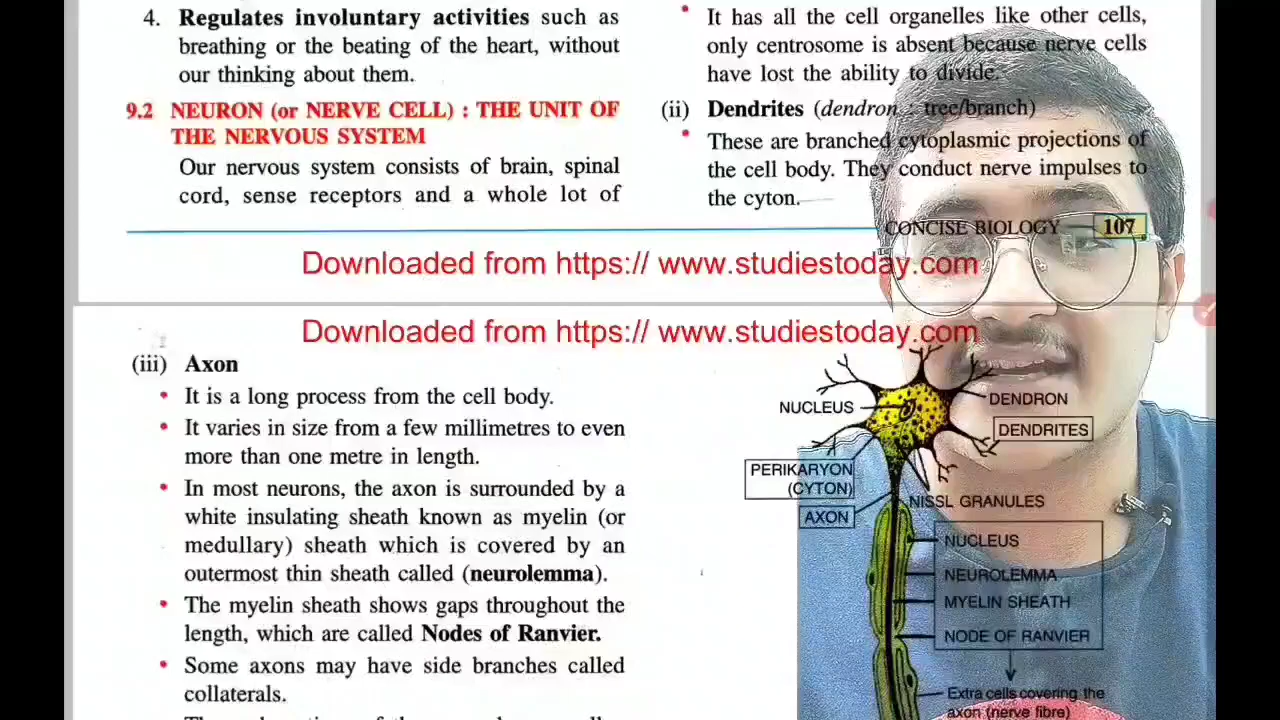 4. Regulates involuntary activities such as
breathing or the beating of the heart, without
our thinking about them.
9.2 NEURON (or NERVE CELL) : THE UNIT OF
THE NERVOUS SYSTEM
Our nervous system consists of brain, spinal
cord, sense receptors and a whole lot of
• It has all the cell organelles like other cells,
only centrosome is absent because nerve cells
have lost the ability to divide.
(ii) Dendrites (dendron : tree/branch)
• These are branched cytoplasmic projections of
the cell body. They conduct nerve impulses to
the cyton.
CONCISE BIOLOGY 107
Downloaded from https:// www.studiestoday.com
Downloaded from https:// www.studiestoday.com
(iii) Axon
• It is a long process from the cell body.
• It varies in size from a few millimetres to even
more than one metre in length.
• In most neurons, the axon is surrounded by a
white insulating sheath known as myelin (or
medullary) sheath which is covered by an
outermost thin sheath called (neurolemma).
• The myelin sheath shows gaps throughout the
length, which are called Nodes of Ranvier.
• Some axons may have side branches called
collaterals.
NUCLEUS
DENDRON
DENDRITES
PERIKARYON
(CYTON)
NISSL GRANULES
AXON
NUCLEUS
NEUROLEMMA
MYELIN SHEATH
NODE OF RANVIER
Extra cells covering the
axon (nerve fibre)